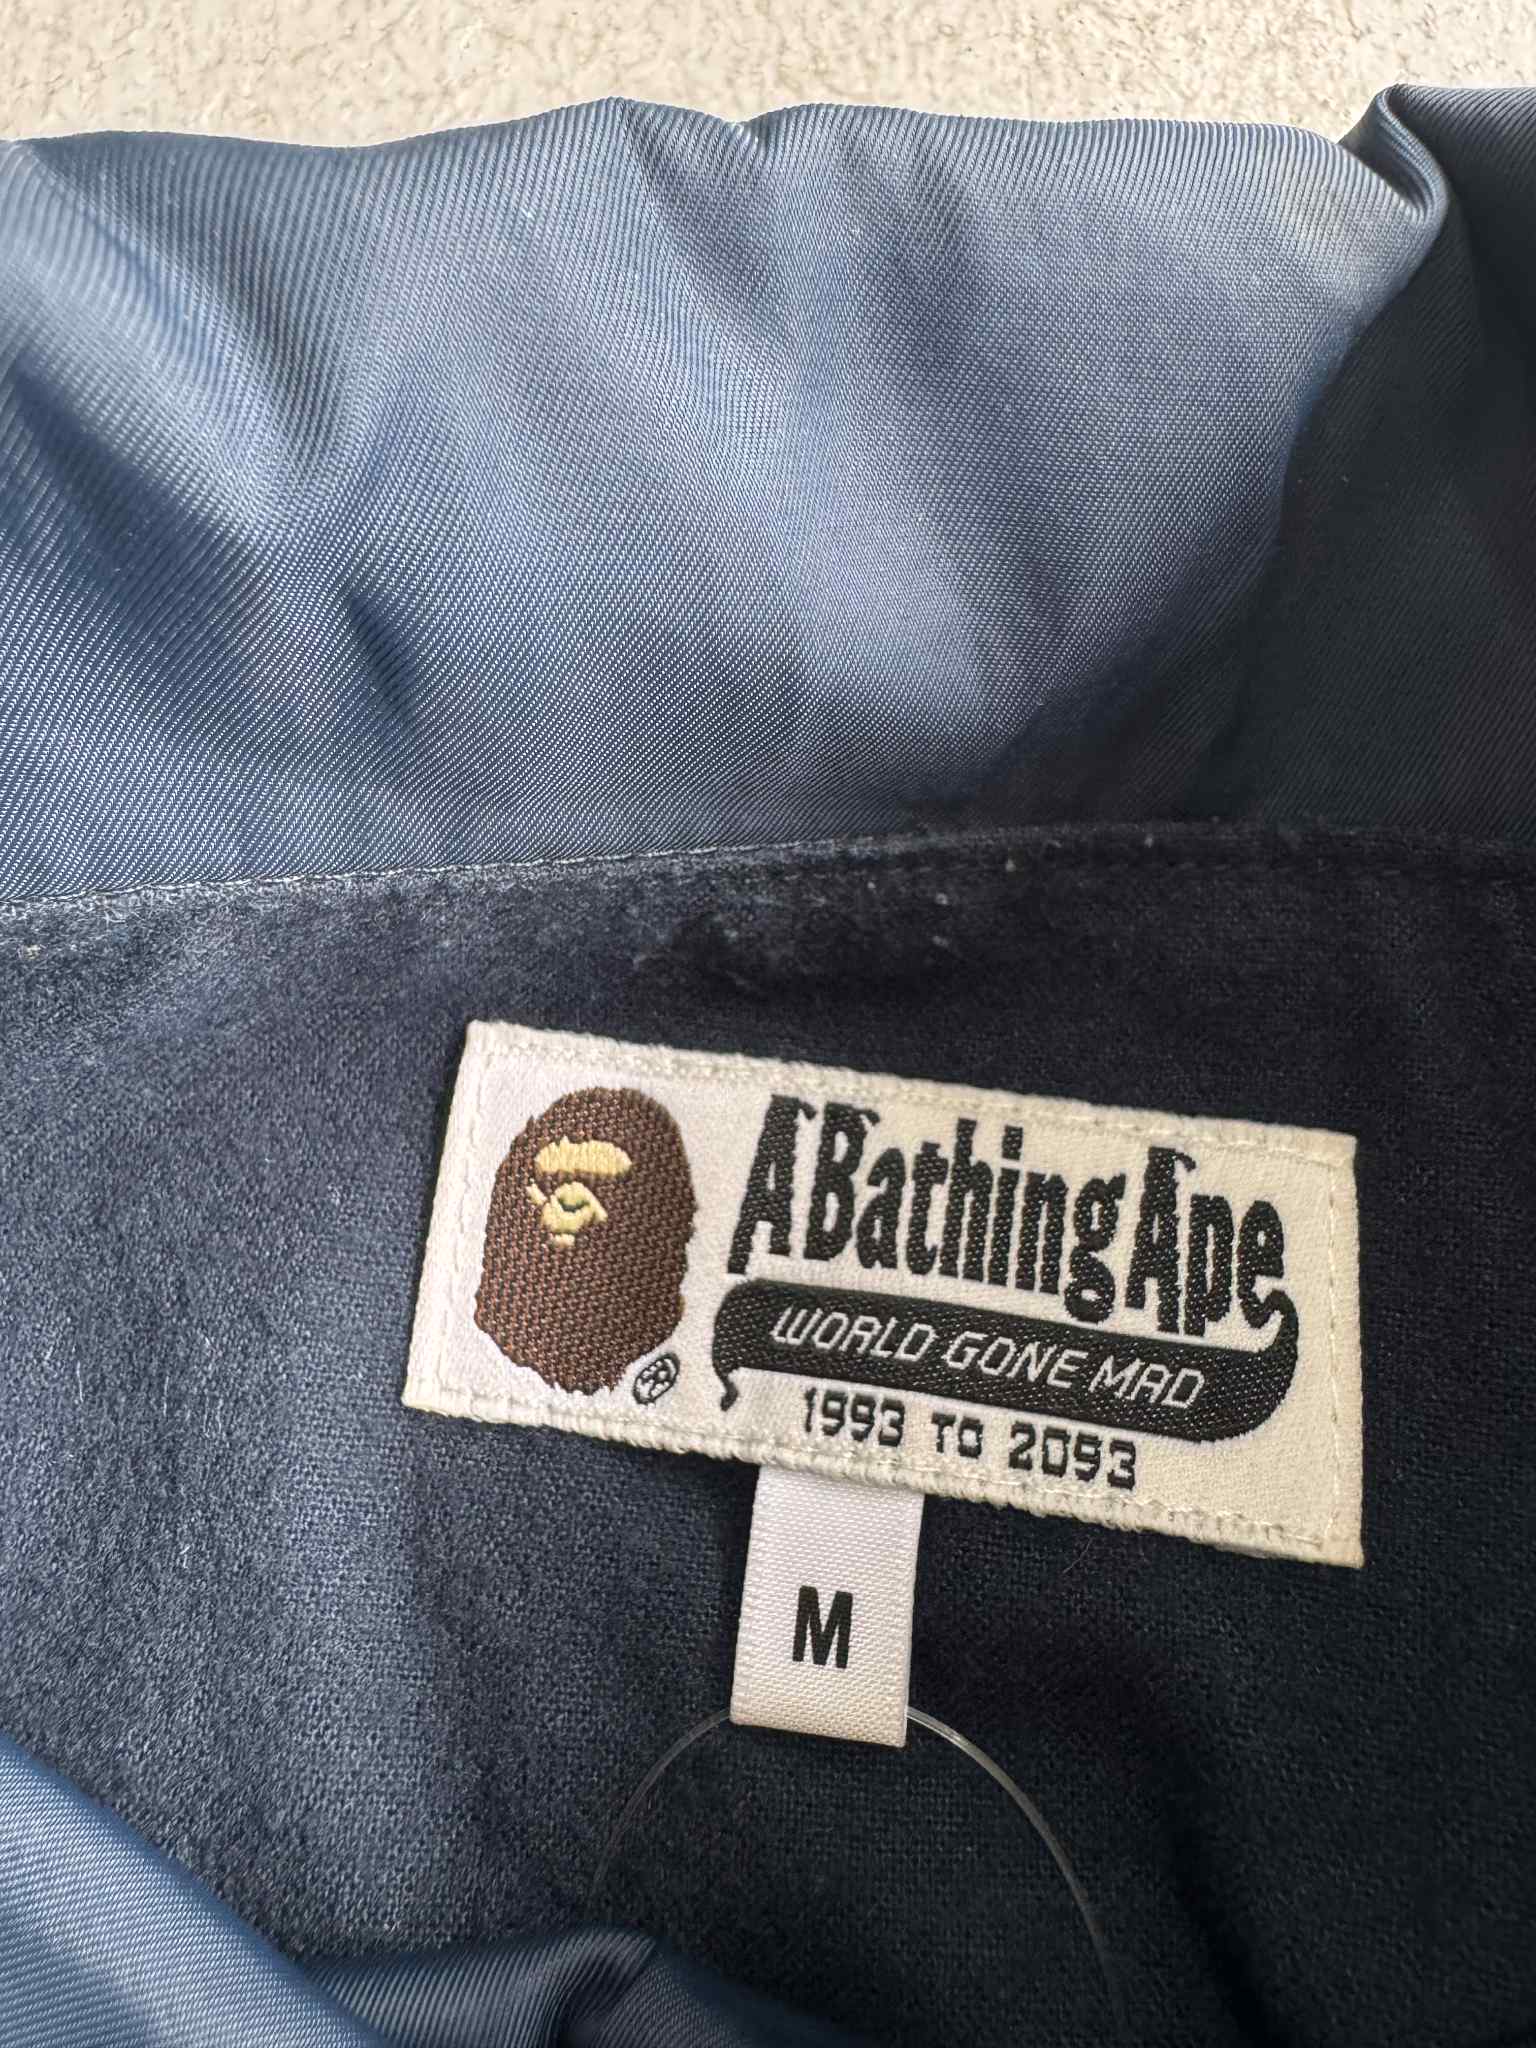 A Bathing Ape
WORLD GONE MAD
1993 TO 2093
M